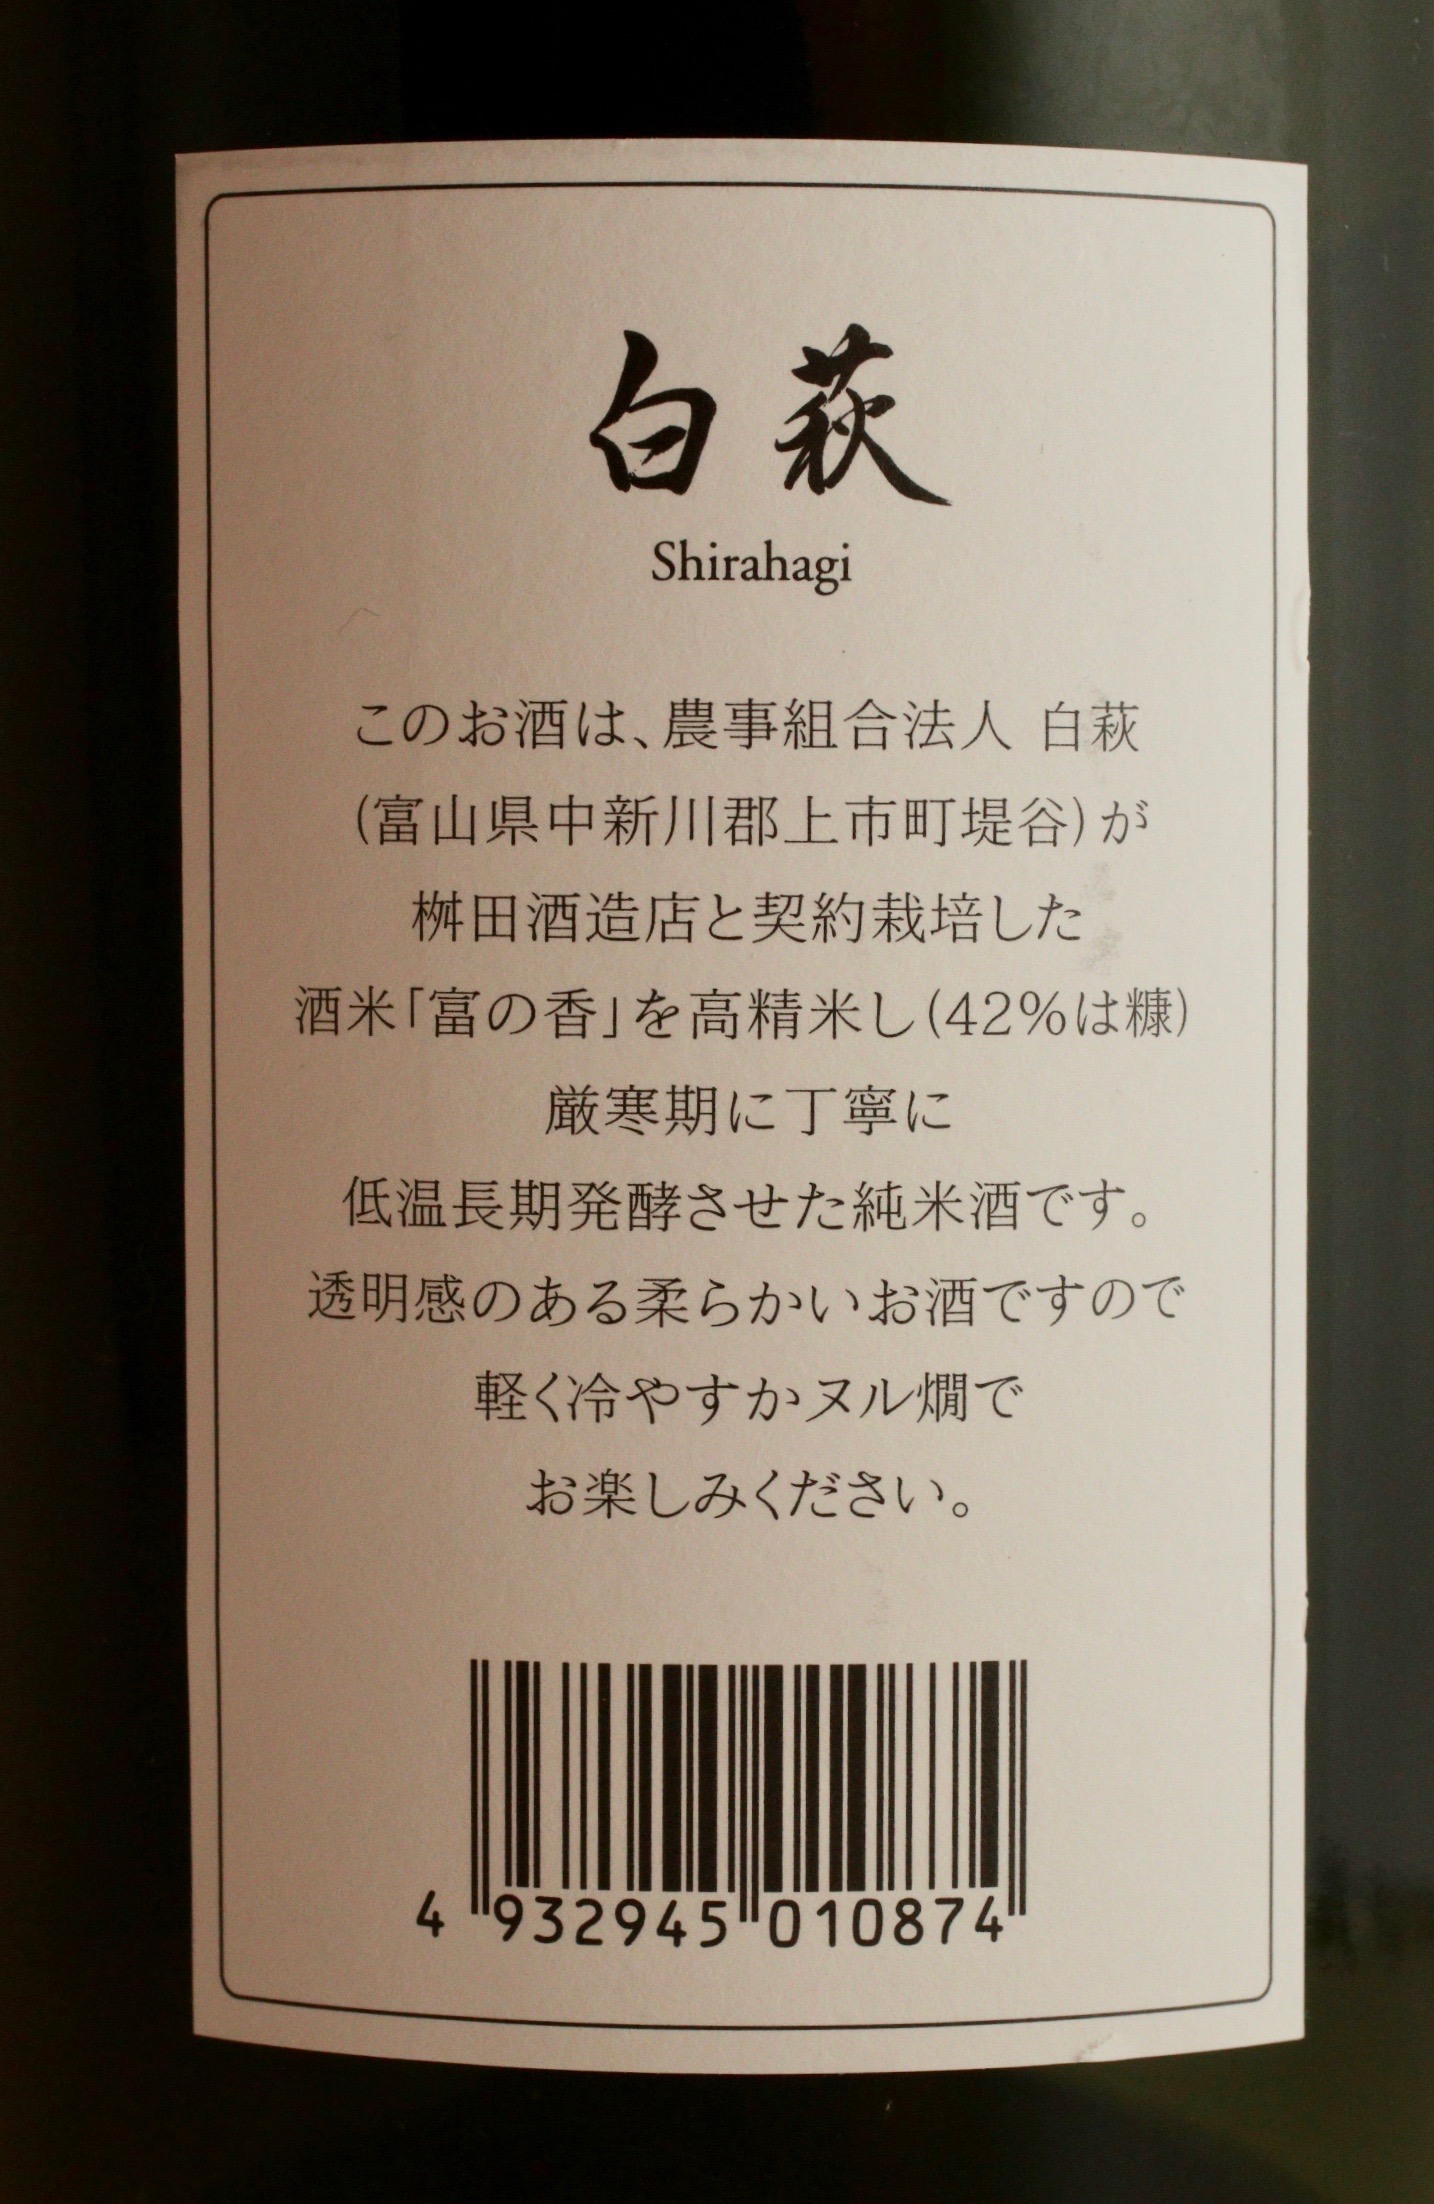 白萩
Shirahagi
このお酒は、農事組合法人 白萩
(富山県中新川郡上市町堤谷)が
桝田酒造店と契約栽培した
酒米「富の香」を高精米し(42%は糠)
厳寒期に丁寧に
低温長期発酵させた純米酒です。
透明感のある柔らかいお酒ですので
軽く冷やすかヌル燗で
お楽しみください。
4 932945 010874